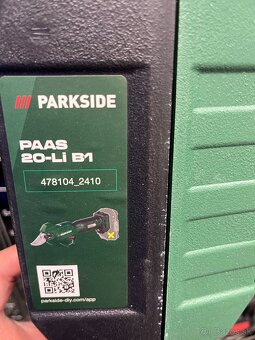 PARKSIDE
PAAS
20-Li B1
478104_2410
parkside-diy.com/app